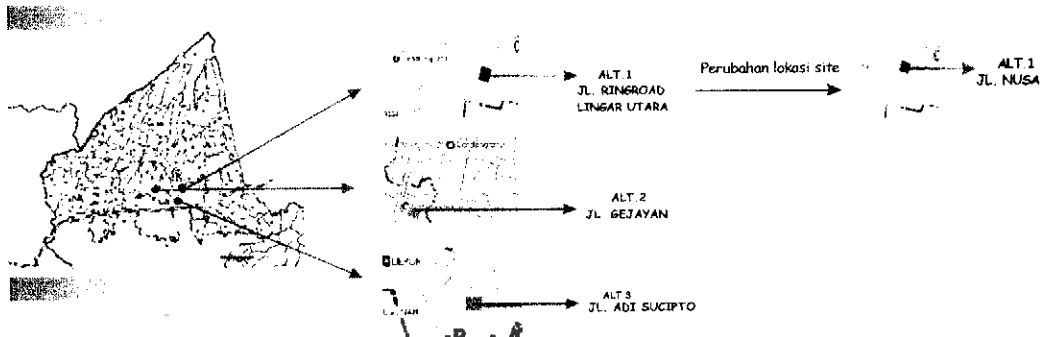 ALT.1
JL. RINGROAD
LINGAR UTARA
Perubahan lokasi site
ALT.1
JL. NUSA
ALT.2
JL. GEJAYAN
ALT 3
JL. ADI SUCIPTO